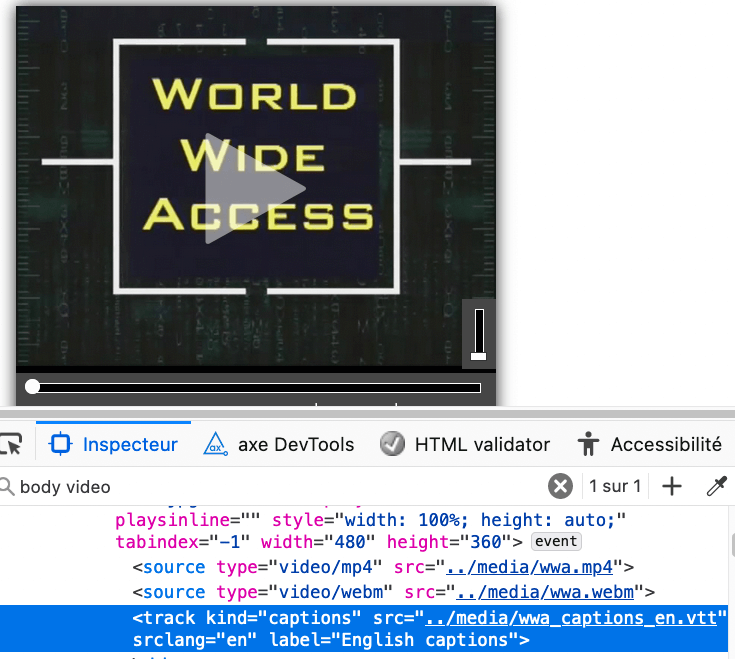 WORLD
WIDE
ACCESS
Inspecteur axe DevTools HTML validator Accessibilité
body video 1 sur 1
playsinline="" style="width: 100%; height: auto;"
tabindex="-1" width="480" height="360"> event
<source type="video/mp4" src="../media/wwa.mp4">
<source type="video/webm" src="../media/wwa.webm">
<track kind="captions" src="../media/wwa_captions_en.vtt"
srclang="en" label="English captions">